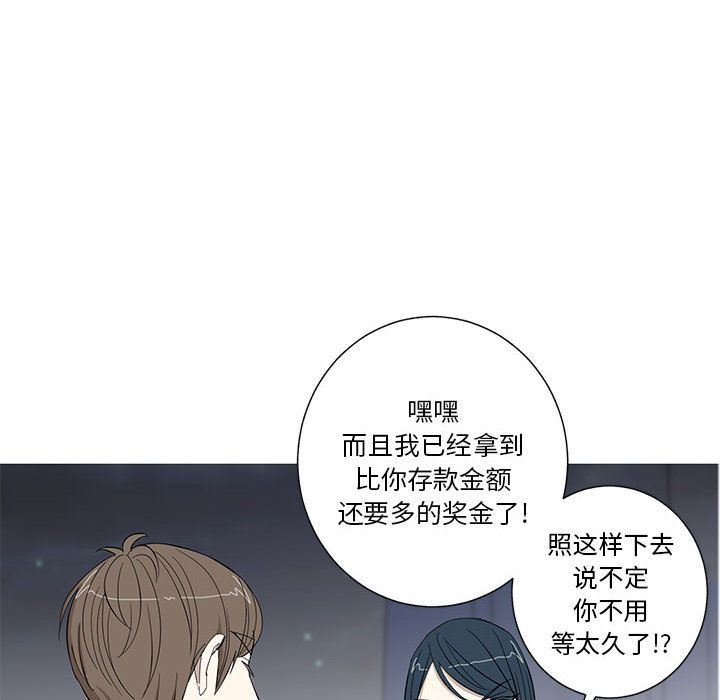 嘿嘿
而且我已经拿到
比你存款金额
还要多的奖金了!
照这样下去
说不定
你不用
等太久了!?